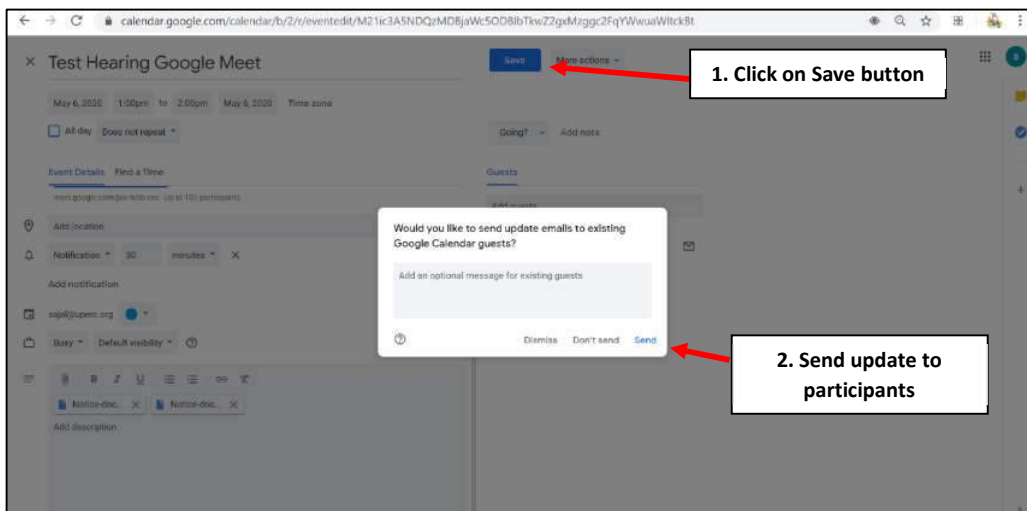 calendar.google.com/calendar/b/2/r/eventedit/
Test Hearing Google Meet
Save
More actions
1. Click on Save button
May 6, 2020 1:00pm to 2:00pm May 6, 2020 Time zone
All day Does not repeat
Going? Add note
Event Details Find a Time
Guests
Add guests
Add location
Would you like to send update emails to existing
Google Calendar guests?
Notification 30 minutes
Add an optional message for existing guests
Add notification
Dismiss Don't send Send
Busy Default visibility
2. Send update to
participants
B I U
Notice-doc... Notice-doc...
Add description